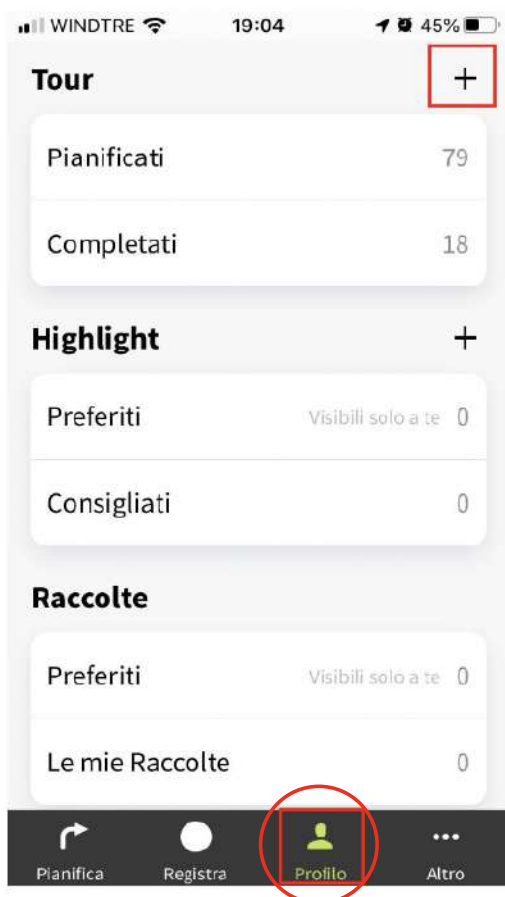 WINDTRE 19:04 45%
Tour +
Pianificati 79
Completati 18
Highlight +
Preferiti Visibili solo a te 0
Consigliati 0
Raccolte
Preferiti Visibili solo a te 0
Le mie Raccolte 0
Pianifica Registra Profilo Altro